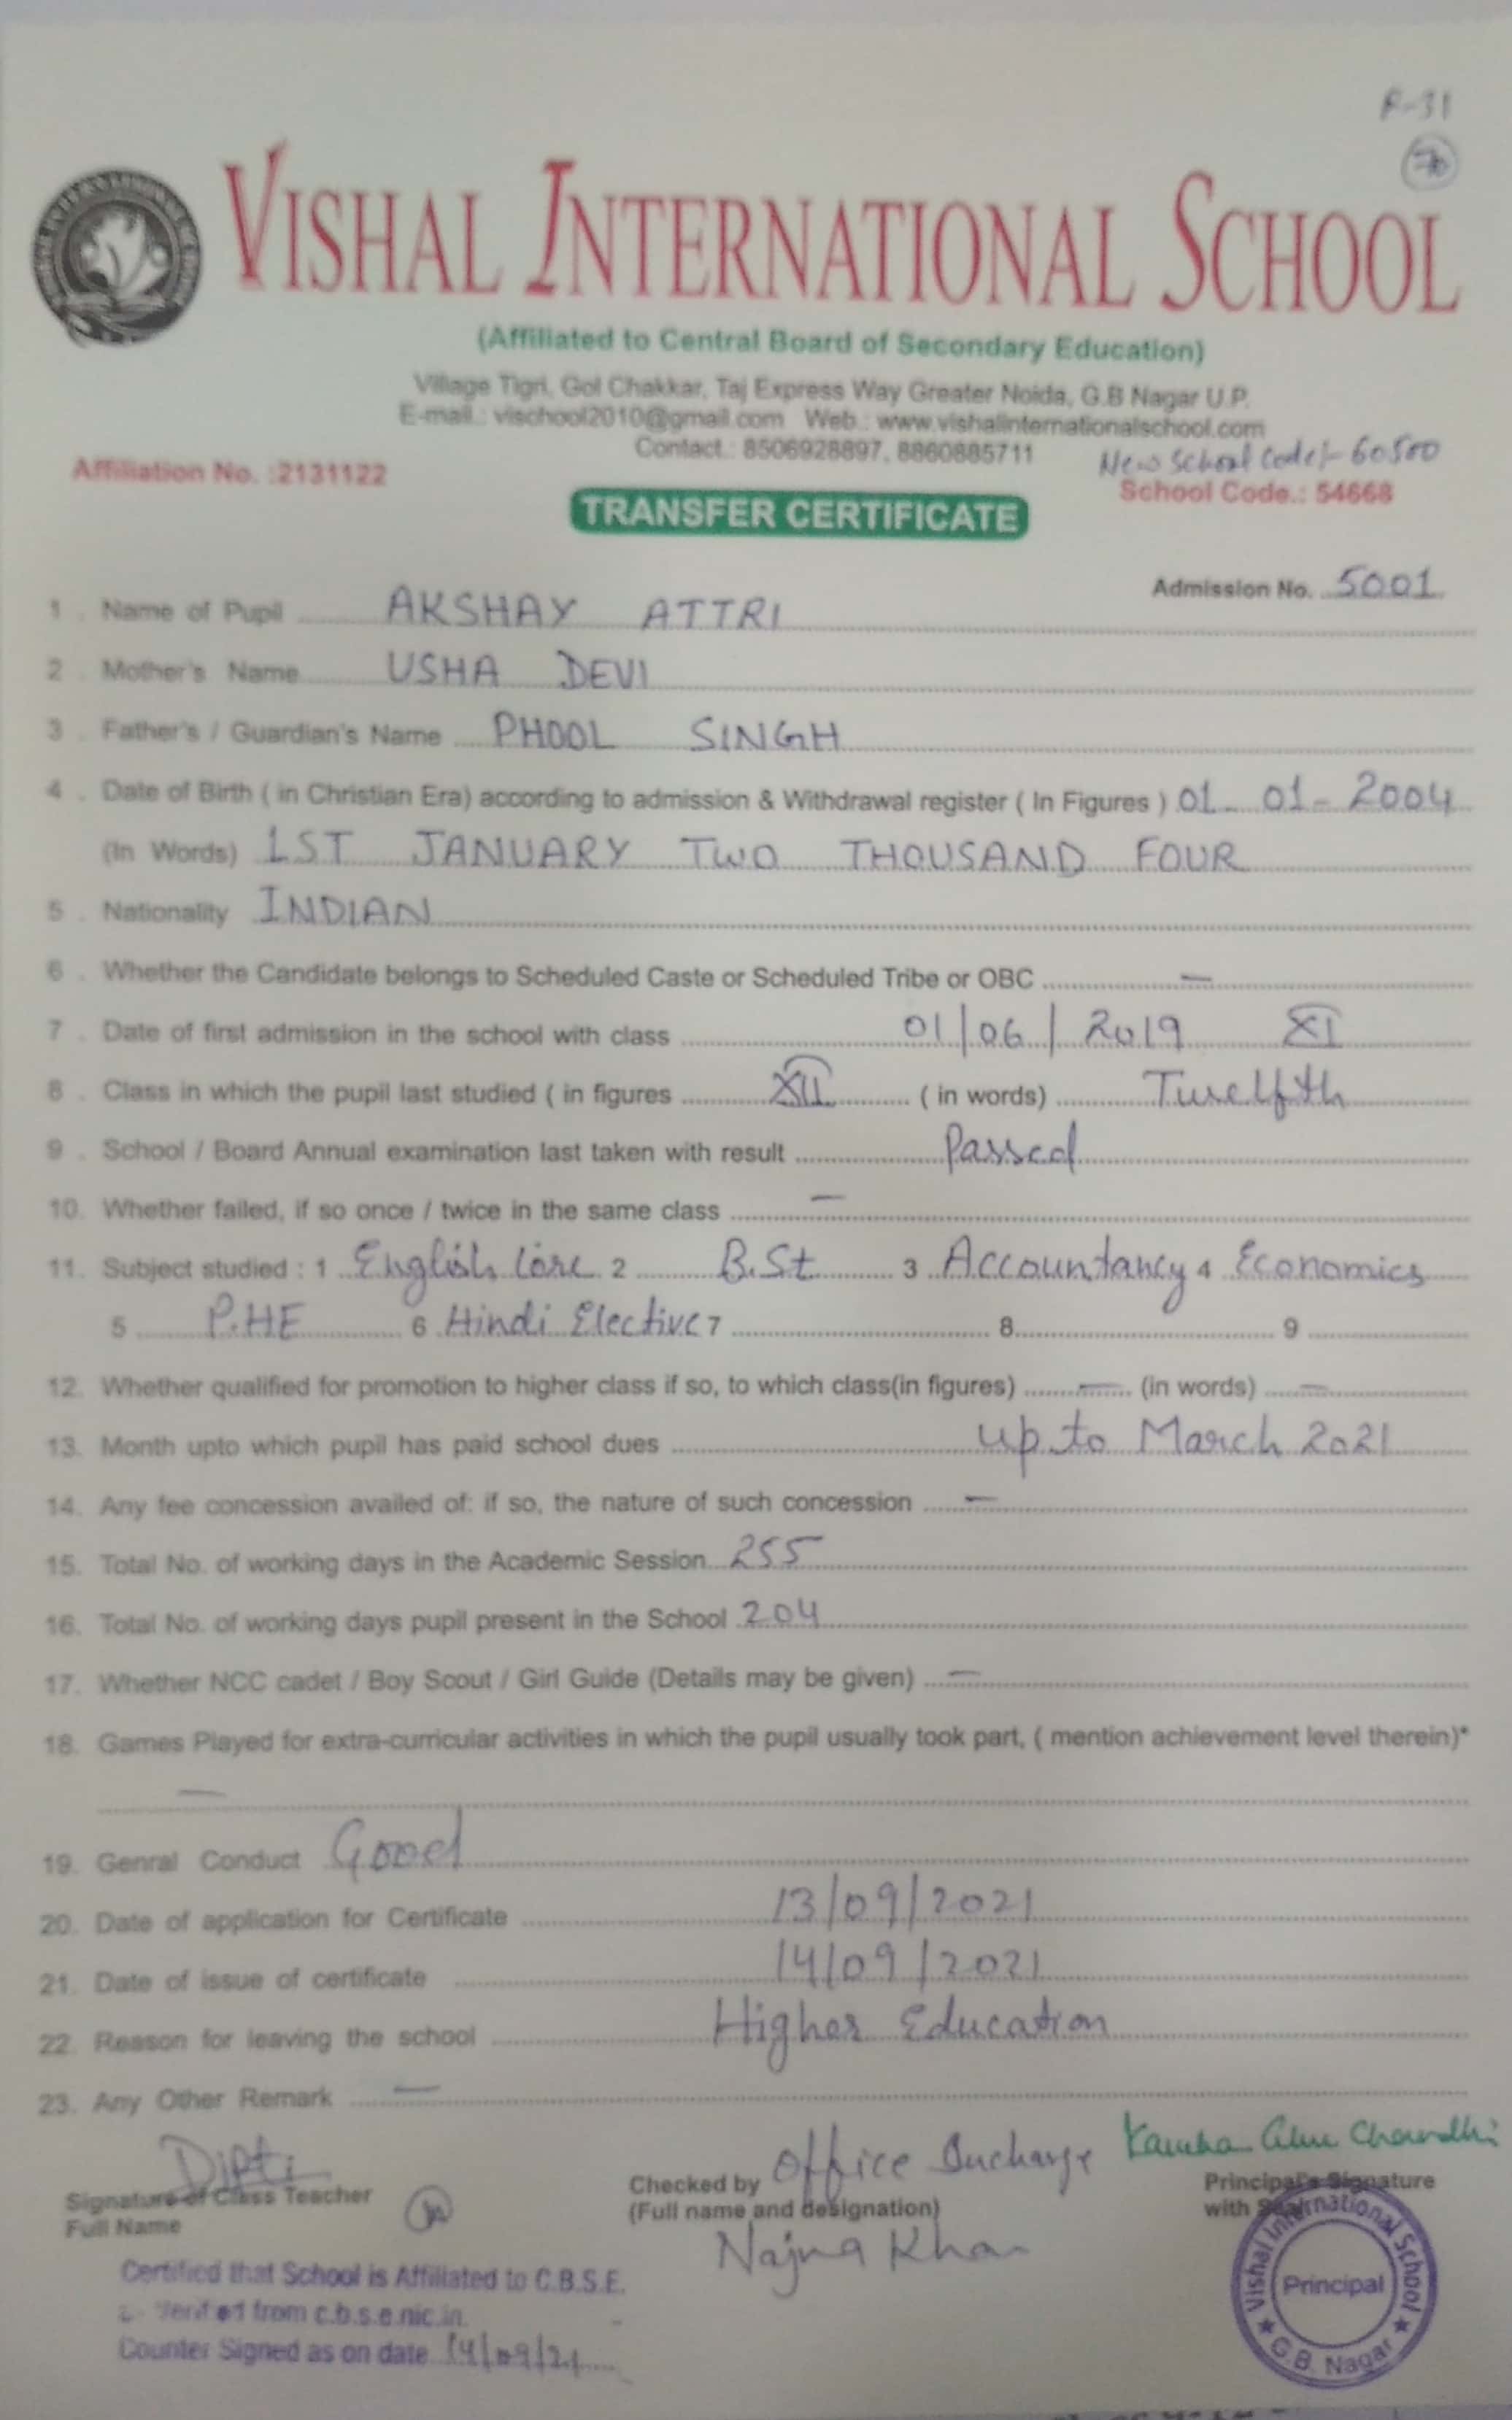 R-31
VISHAL INTERNATIONAL SCHOOL
(Affiliated to Central Board of Secondary Education)
Village Tigri, Gol Chakkar, Taj Express Way Greater Noida, G.B Nagar U.P.
E-mail.: vischool2010@gmail.com Web.: www.vishalinternationalschool.com
Contact.: 8506928897, 8860885711
New School Code:- 60500
Affiliation No. :2131122
School Code.: 54668
TRANSFER CERTIFICATE
Admission No. 5001
1 . Name of Pupil AKSHAY ATTRI
2 . Mother's Name USHA DEVI
3 . Father's / Guardian's Name PHOOL SINGH
4 . Date of Birth ( in Christian Era) according to admission & Withdrawal register ( In Figures ) 01-01-2004
(In Words) 1ST JANUARY TWO THOUSAND FOUR
5 . Nationality INDIAN
6 . Whether the Candidate belongs to Scheduled Caste or Scheduled Tribe or OBC —
7 . Date of first admission in the school with class 01/06/2019 XI
8 . Class in which the pupil last studied ( in figures XII ( in words) Twelfth
9 . School / Board Annual examination last taken with result Passed
10. Whether failed, if so once / twice in the same class —
11. Subject studied : 1 English Core 2 B.St 3 Accountancy 4 Economics
5 P.HE 6 Hindi Elective 7 8 9
12. Whether qualified for promotion to higher class if so, to which class(in figures) — (in words) —
13. Month upto which pupil has paid school dues up to March 2021
14. Any fee concession availed of: if so, the nature of such concession —
15. Total No. of working days in the Academic Session 255
16. Total No. of working days pupil present in the School 204
17. Whether NCC cadet / Boy Scout / Girl Guide (Details may be given) —
18. Games Played for extra-curricular activities in which the pupil usually took part, ( mention achievement level therein)*
—
19. Genral Conduct Good
20. Date of application for Certificate 13/09/2021
21. Date of issue of certificate 14/09/2021
22. Reason for leaving the school Higher Education
23. Any Other Remark —
Dipti
Signature of Class Teacher
Full Name
Checked by Office Incharge
(Full name and designation)
Najma Khan
Principal's Signature
with Seal
Vishal International School
Principal
★ G.B. Nagar ★
Certified that School is Affiliated to C.B.S.E.
& Verified from c.b.s.e.nic.in.
Counter Signed as on date 14/09/21